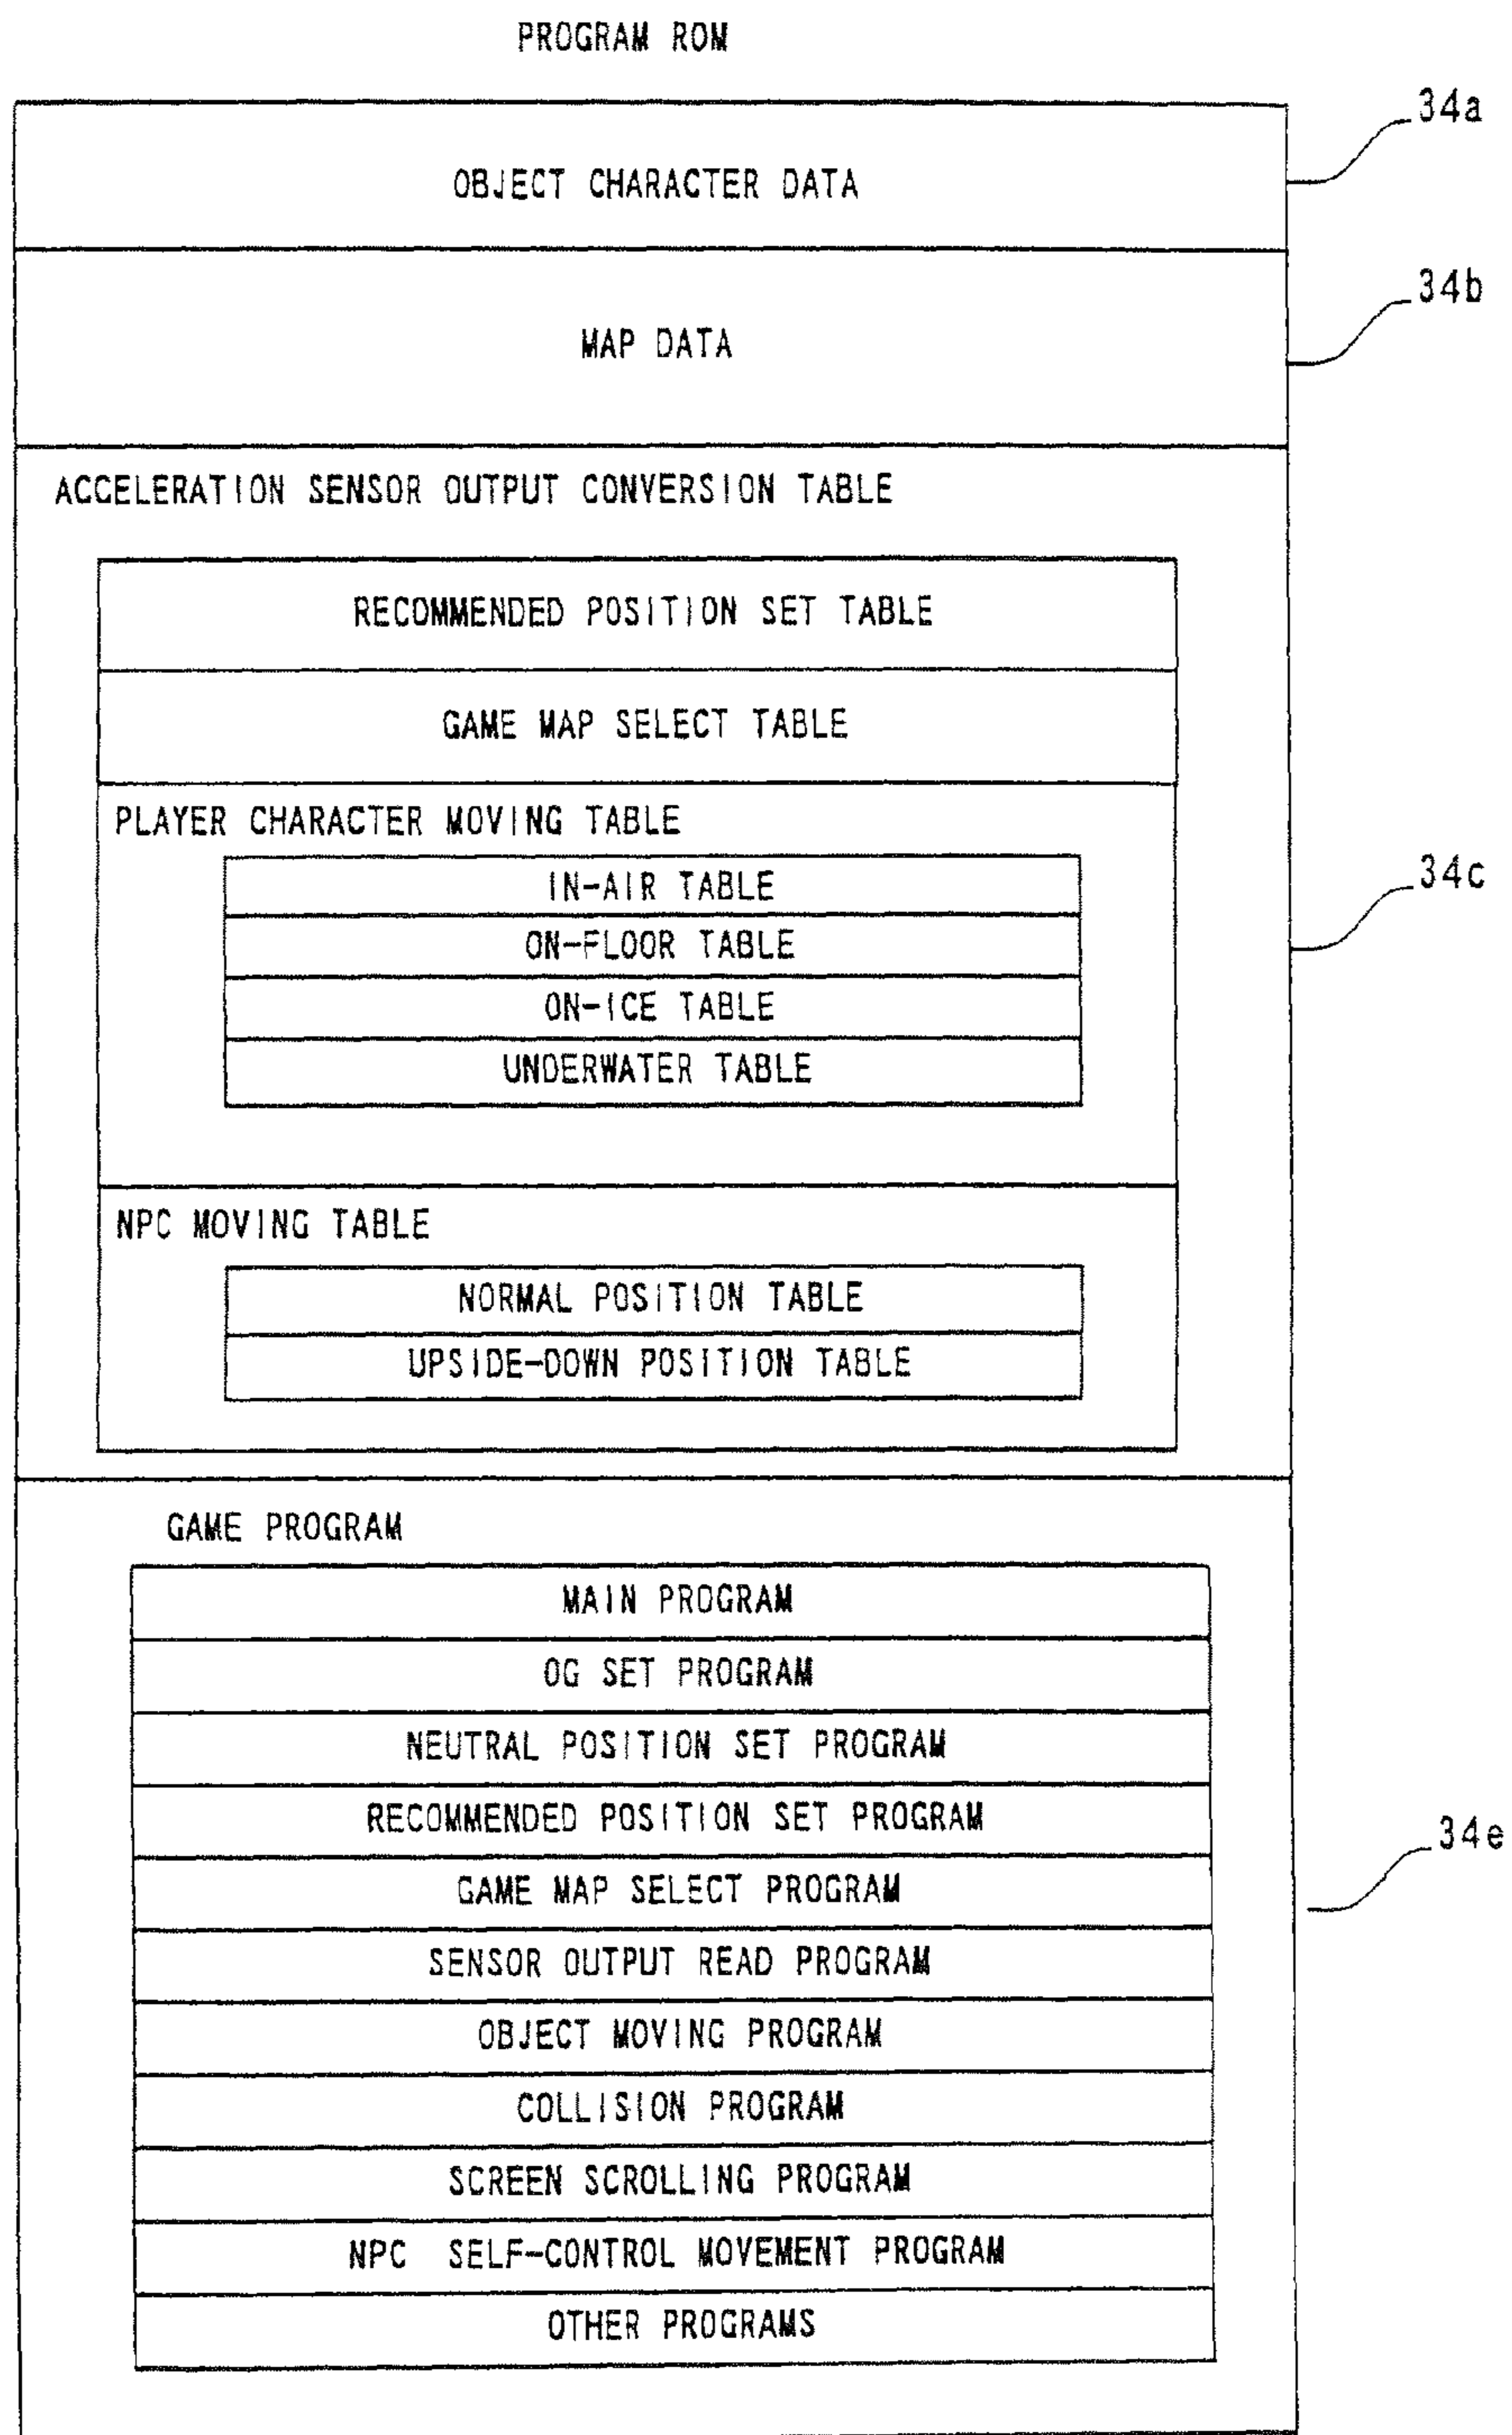 PROGRAM ROM
34a
OBJECT CHARACTER DATA
34b
MAP DATA
ACCELERATION SENSOR OUTPUT CONVERSION TABLE
RECOMMENDED POSITION SET TABLE
GAME MAP SELECT TABLE
PLAYER CHARACTER MOVING TABLE
34c
IN-AIR TABLE
ON-FLOOR TABLE
ON-ICE TABLE
UNDERWATER TABLE
NPC MOVING TABLE
NORMAL POSITION TABLE
UPSIDE-DOWN POSITION TABLE
GAME PROGRAM
MAIN PROGRAM
OG SET PROGRAM
NEUTRAL POSITION SET PROGRAM
RECOMMENDED POSITION SET PROGRAM
34e
GAME MAP SELECT PROGRAM
SENSOR OUTPUT READ PROGRAM
OBJECT MOVING PROGRAM
COLLISION PROGRAM
SCREEN SCROLLING PROGRAM
NPC SELF-CONTROL MOVEMENT PROGRAM
OTHER PROGRAMS